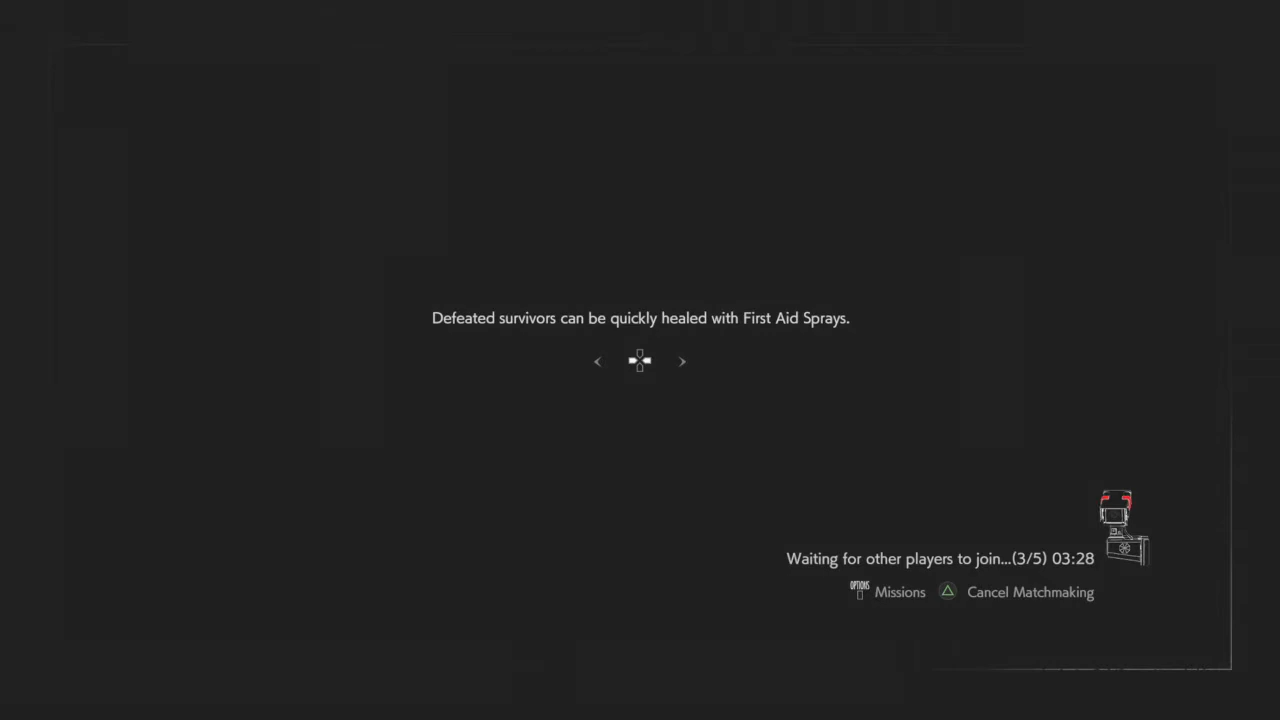 Defeated survivors can be quickly healed with First Aid Sprays.
Waiting for other players to join...(3/5) 03:28
OPTIONS Missions Cancel Matchmaking